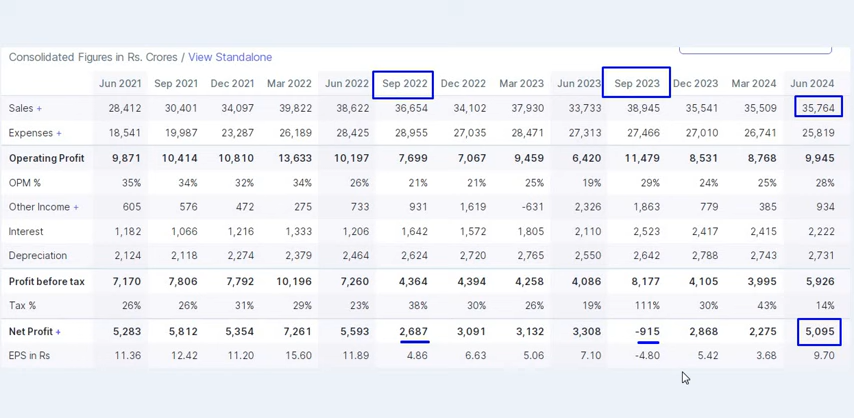 Consolidated Figures in Rs. Crores / View Standalone
Jun 2021 Sep 2021 Dec 2021 Mar 2022 Jun 2022 Sep 2022 Dec 2022 Mar 2023 Jun 2023 Sep 2023 Dec 2023 Mar 2024 Jun 2024
Sales + 28,412 30,401 34,097 39,822 38,622 36,654 34,102 37,930 33,733 38,945 35,541 35,509 35,764
Expenses + 18,541 19,987 23,287 26,189 28,425 28,955 27,035 28,471 27,313 27,466 27,010 26,741 25,819
Operating Profit 9,871 10,414 10,810 13,633 10,197 7,699 7,067 9,459 6,420 11,479 8,531 8,768 9,945
OPM % 35% 34% 32% 34% 26% 21% 21% 25% 19% 29% 24% 25% 28%
Other Income + 605 576 472 275 733 931 1,619 -631 2,326 1,863 779 385 934
Interest 1,182 1,066 1,216 1,333 1,206 1,642 1,572 1,805 2,110 2,523 2,417 2,415 2,222
Depreciation 2,124 2,118 2,274 2,379 2,464 2,624 2,720 2,765 2,550 2,642 2,788 2,743 2,731
Profit before tax 7,170 7,806 7,792 10,196 7,260 4,364 4,394 4,258 4,086 8,177 4,105 3,995 5,926
Tax % 26% 26% 31% 29% 23% 38% 30% 26% 19% 111% 30% 43% 14%
Net Profit + 5,283 5,812 5,354 7,261 5,593 2,687 3,091 3,132 3,308 -915 2,868 2,275 5,095
EPS in Rs 11.36 12.42 11.20 15.60 11.89 4.86 6.63 5.06 7.10 -4.80 5.42 3.68 9.70